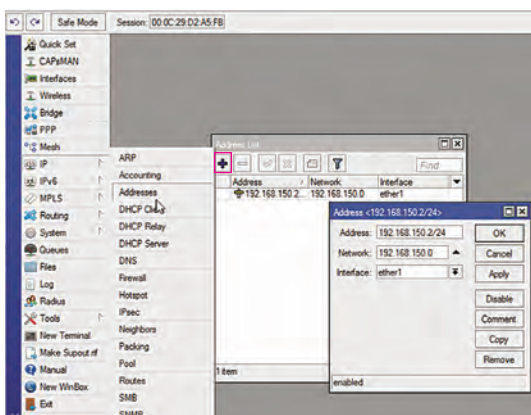 Safe Mode Session: 00:0C:29:D2:A5:FB
Quick Set
CAPsMAN
Interfaces
Wireless
Bridge
PPP
Mesh
IP
IPv6
MPLS
Routing
System
Queues
Files
Log
Radius
Tools
New Terminal
Make Supout.rif
Manual
New WinBox
Exit
ARP
Accounting
Addresses
DHCP Client
DHCP Relay
DHCP Server
DNS
Firewall
Hotspot
IPsec
Neighbors
Packing
Pool
Routes
SMB
SNMP
Address List
Find
Address Network Interface
192.168.150.2... 192.168.150.0 ether1
1 item
Address <192.168.150.2/24>
Address: 192.168.150.2/24
Network: 192.168.150.0
Interface: ether1
OK
Cancel
Apply
Disable
Comment
Copy
Remove
enabled